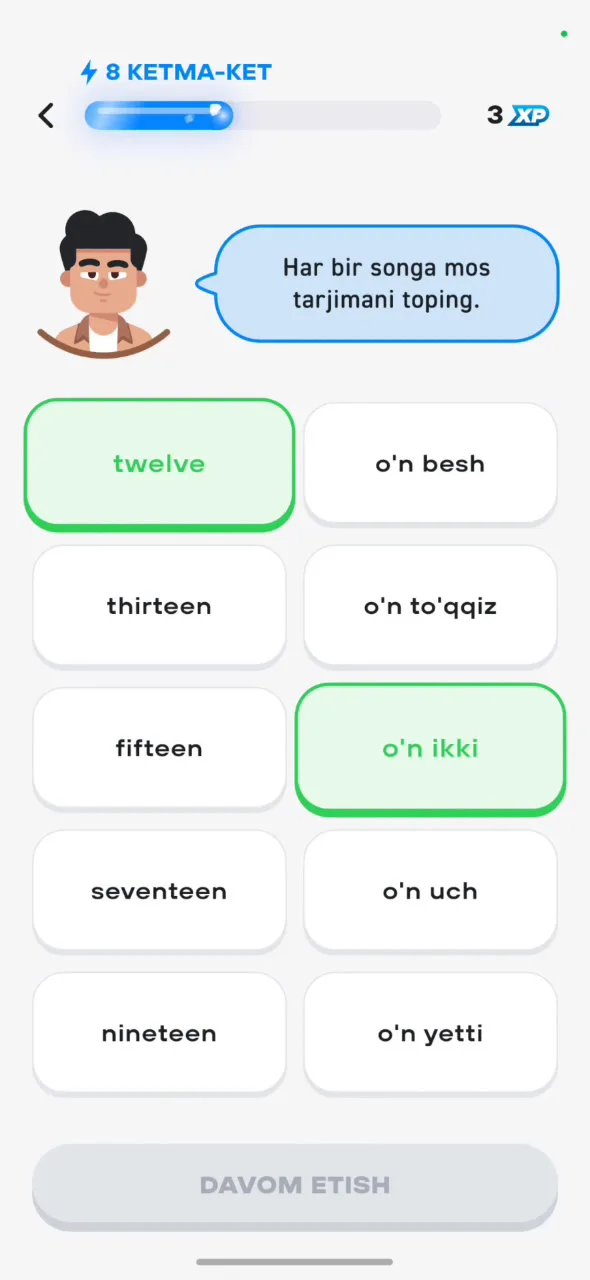 8 KETMA-KET
3 XP
Har bir songa mos
tarjimani toping.
twelve
o'n besh
thirteen
o'n to'qqiz
fifteen
o'n ikki
seventeen
o'n uch
nineteen
o'n yetti
DAVOM ETISH